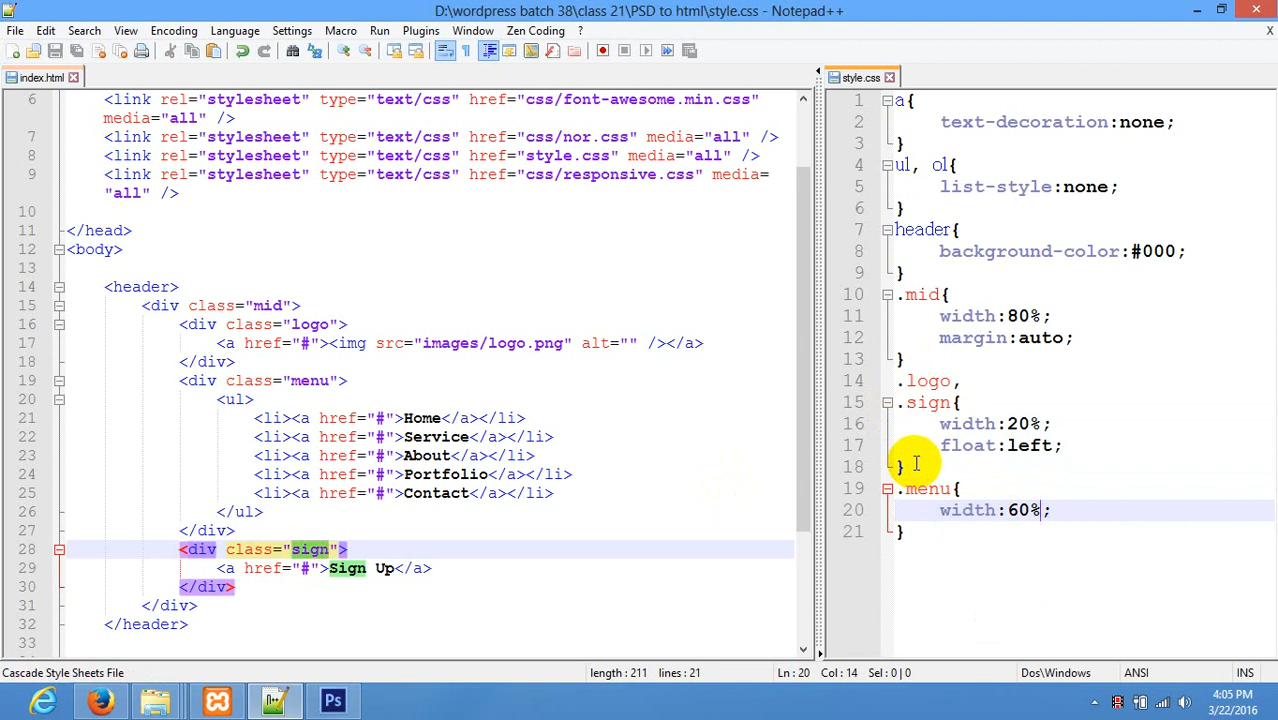 D:\wordpress batch 38\class 21\PSD to html\style.css - Notepad++
File Edit Search View Encoding Language Settings Macro Run Plugins Window Zen Coding ? X
index.html
6 <link rel="stylesheet" type="text/css" href="css/font-awesome.min.css"
media="all" />
7 <link rel="stylesheet" type="text/css" href="css/nor.css" media="all" />
8 <link rel="stylesheet" type="text/css" href="style.css" media="all" />
9 <link rel="stylesheet" type="text/css" href="css/responsive.css" media=
"all" />
10
11 </head>
12 <body>
13
14 <header>
15 <div class="mid">
16 <div class="logo">
17 <a href="#"><img src="images/logo.png" alt="" /></a>
18 </div>
19 <div class="menu">
20 <ul>
21 <li><a href="#">Home</a></li>
22 <li><a href="#">Service</a></li>
23 <li><a href="#">About</a></li>
24 <li><a href="#">Portfolio</a></li>
25 <li><a href="#">Contact</a></li>
26 </ul>
27 </div>
28 <div class="sign">
29 <a href="#">Sign Up</a>
30 </div>
31 </div>
32 </header>
33
style.css
1 a{
2 text-decoration:none;
3 }
4 ul, ol{
5 list-style:none;
6 }
7 header{
8 background-color:#000;
9 }
10 .mid{
11 width:80%;
12 margin:auto;
13 }
14 .logo,
15 .sign{
16 width:20%;
17 float:left;
18 }
19 .menu{
20 width:60%;
21 }
Cascade Style Sheets File length : 211 lines : 21 Ln : 20 Col : 14 Sel : 0 | 0 Dos\Windows ANSI INS
Ps
4:05 PM
3/22/2016